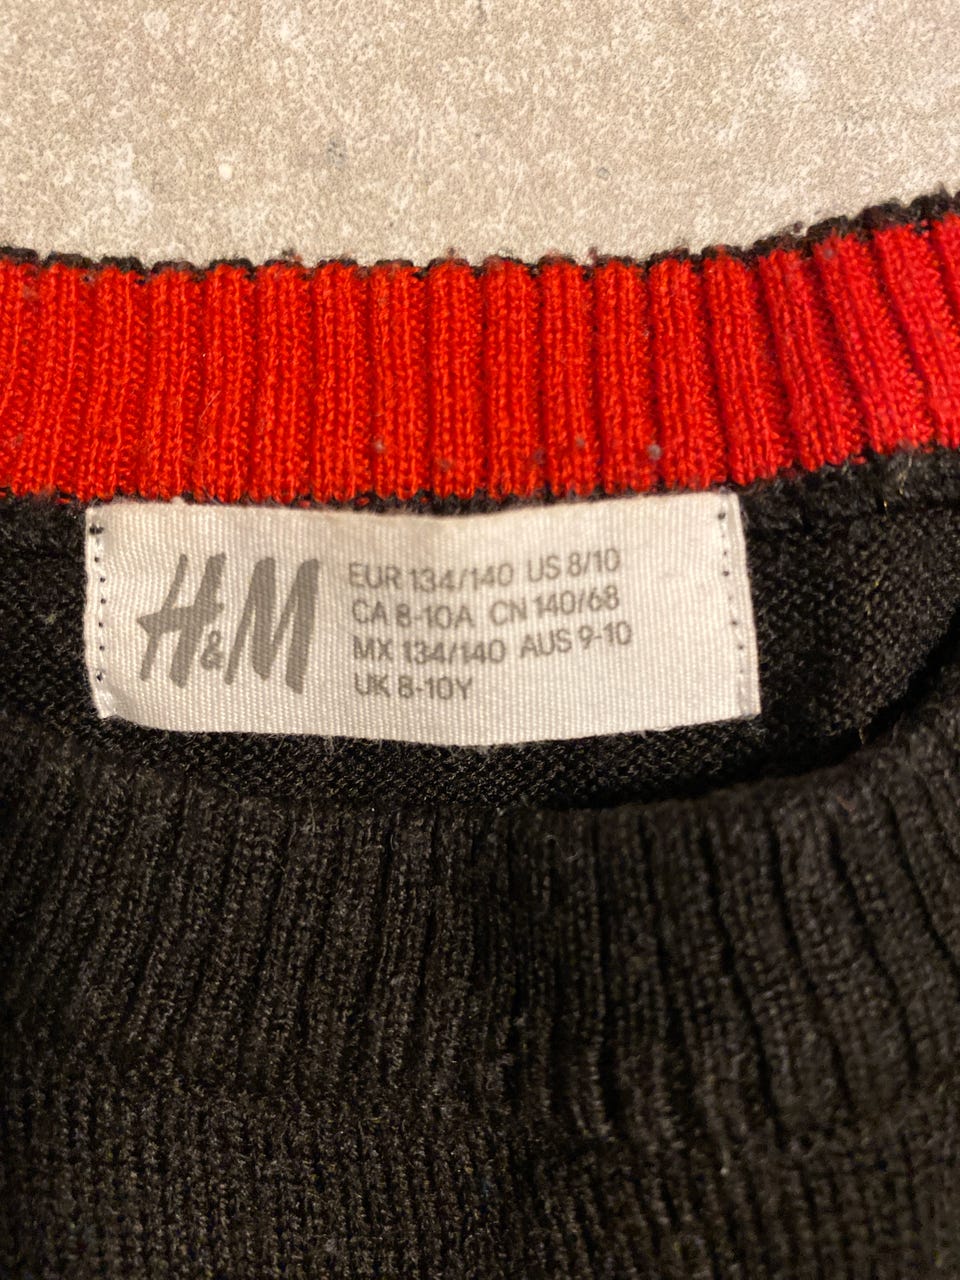 H&M
EUR 134/140 US 8/10
CA 8-10A CN 140/68
MX 134/140 AUS 9-10
UK 8-10Y